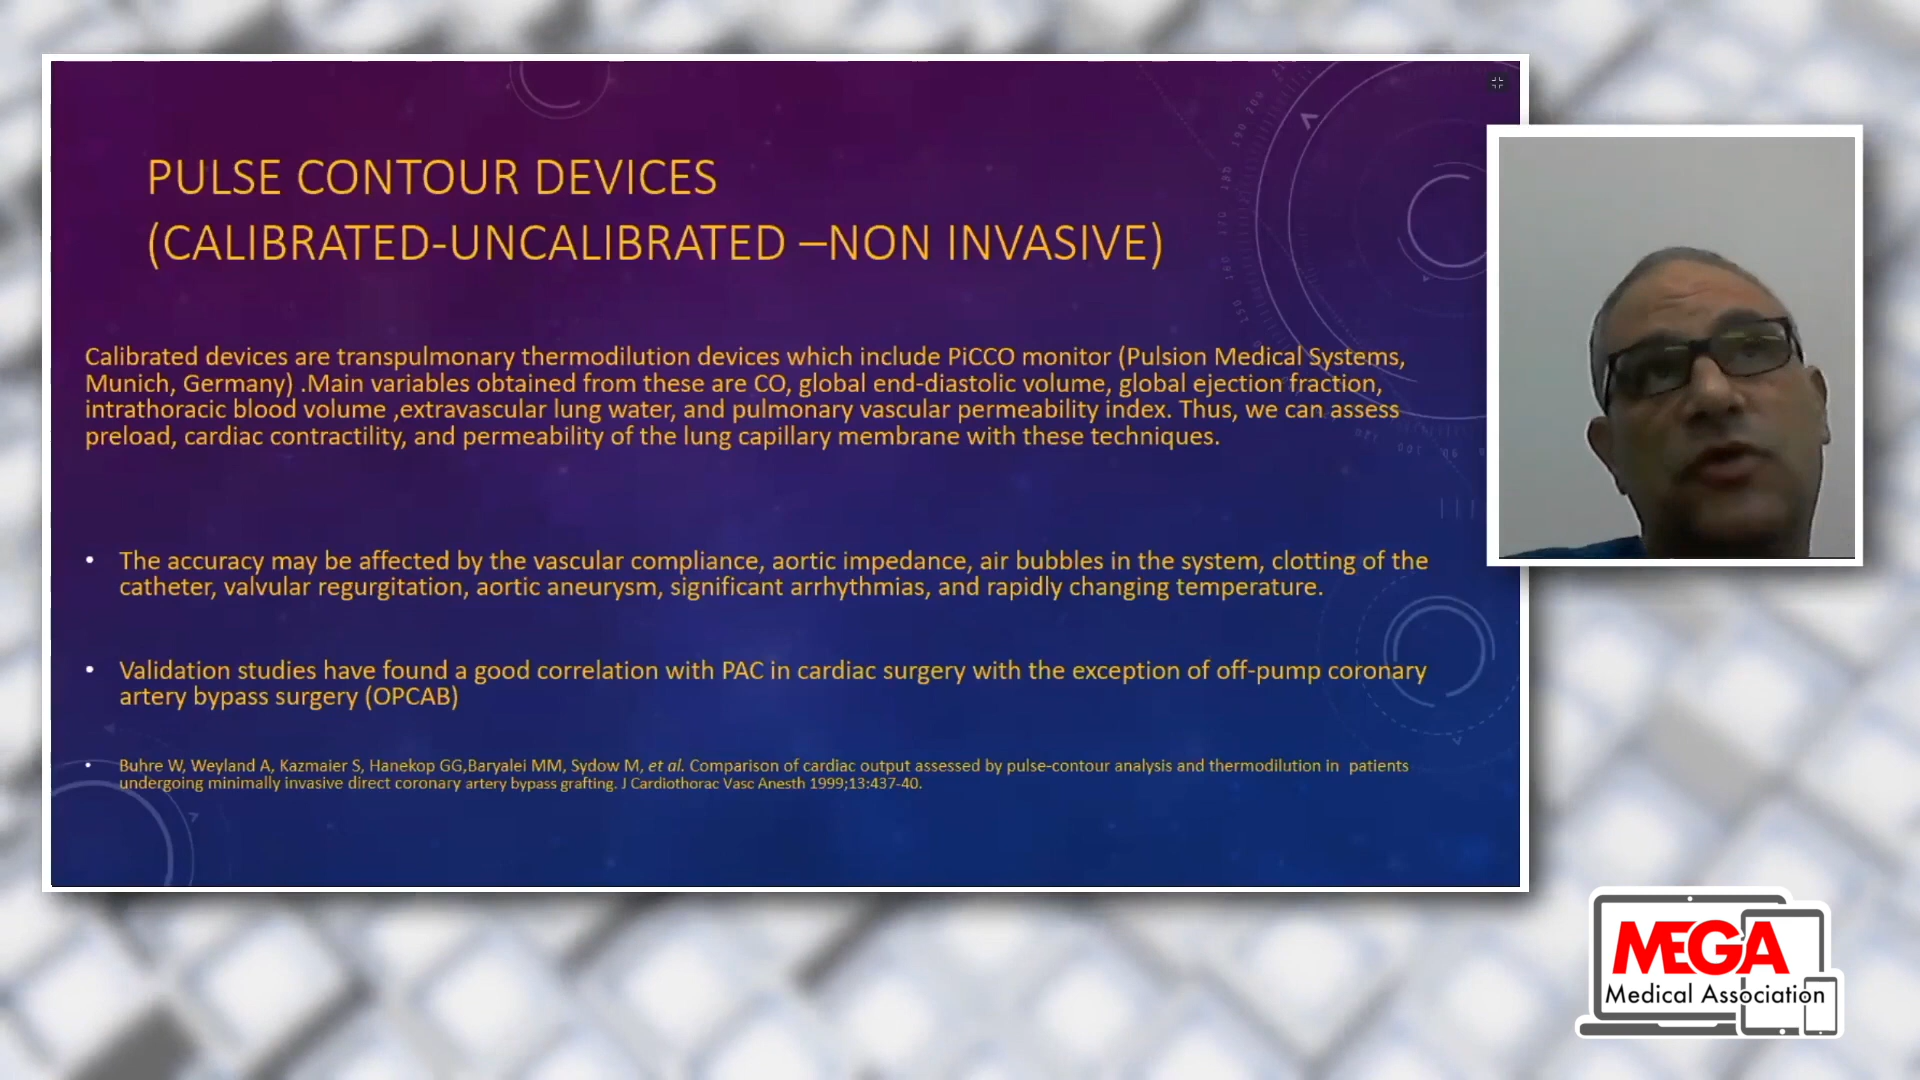 PULSE CONTOUR DEVICES
(CALIBRATED-UNCALIBRATED –NON INVASIVE)
Calibrated devices are transpulmonary thermodilution devices which include PiCCO monitor (Pulsion Medical Systems,
Munich, Germany) .Main variables obtained from these are CO, global end-diastolic volume, global ejection fraction,
intrathoracic blood volume ,extravascular lung water, and pulmonary vascular permeability index. Thus, we can assess
preload, cardiac contractility, and permeability of the lung capillary membrane with these techniques.
• The accuracy may be affected by the vascular compliance, aortic impedance, air bubbles in the system, clotting of the
catheter, valvular regurgitation, aortic aneurysm, significant arrhythmias, and rapidly changing temperature.
• Validation studies have found a good correlation with PAC in cardiac surgery with the exception of off-pump coronary
artery bypass surgery (OPCAB)
• Buhre W, Weyland A, Kazmaier S, Hanekop GG,Baryalei MM, Sydow M, et al. Comparison of cardiac output assessed by pulse-contour analysis and thermodilution in patients
undergoing minimally invasive direct coronary artery bypass grafting. J Cardiothorac Vasc Anesth 1999;13:437-40.
MEGA
Medical Association